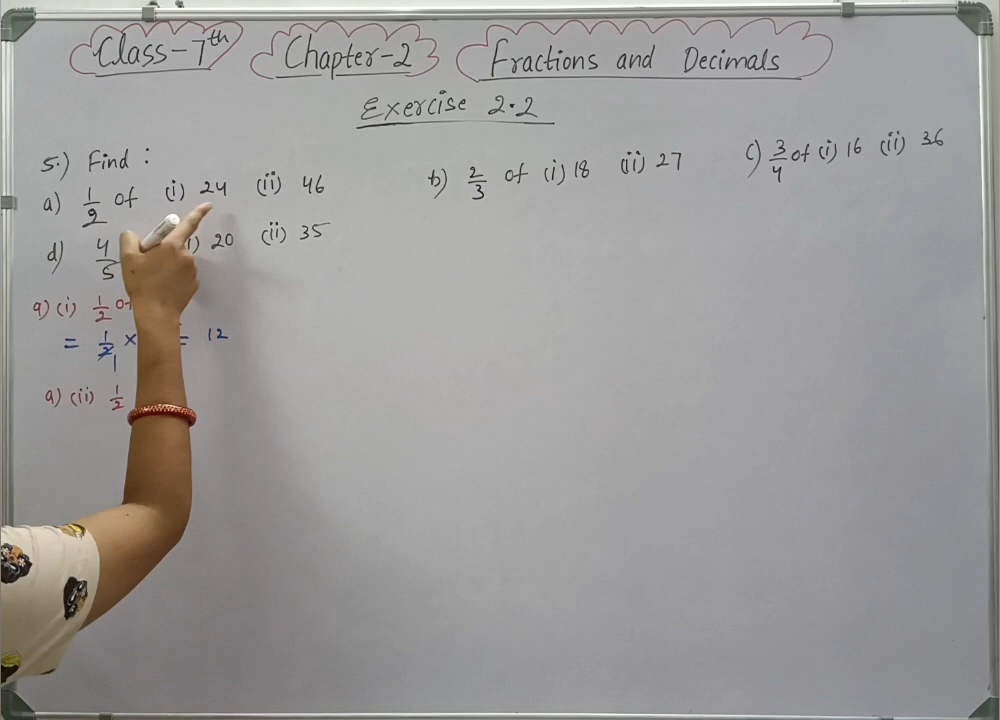 Class-7th Chapter-2 Fractions and Decimals
Exercise 2.2
5.) Find :
a) 1/2 of (i) 24 (ii) 46 b) 2/3 of (i) 18 (ii) 27 c) 3/4 of (i) 16 (ii) 36
d) 4/5 20 (ii) 35
a) (i) 1/2 of
= 1/2 × = 12
a) (ii) 1/2